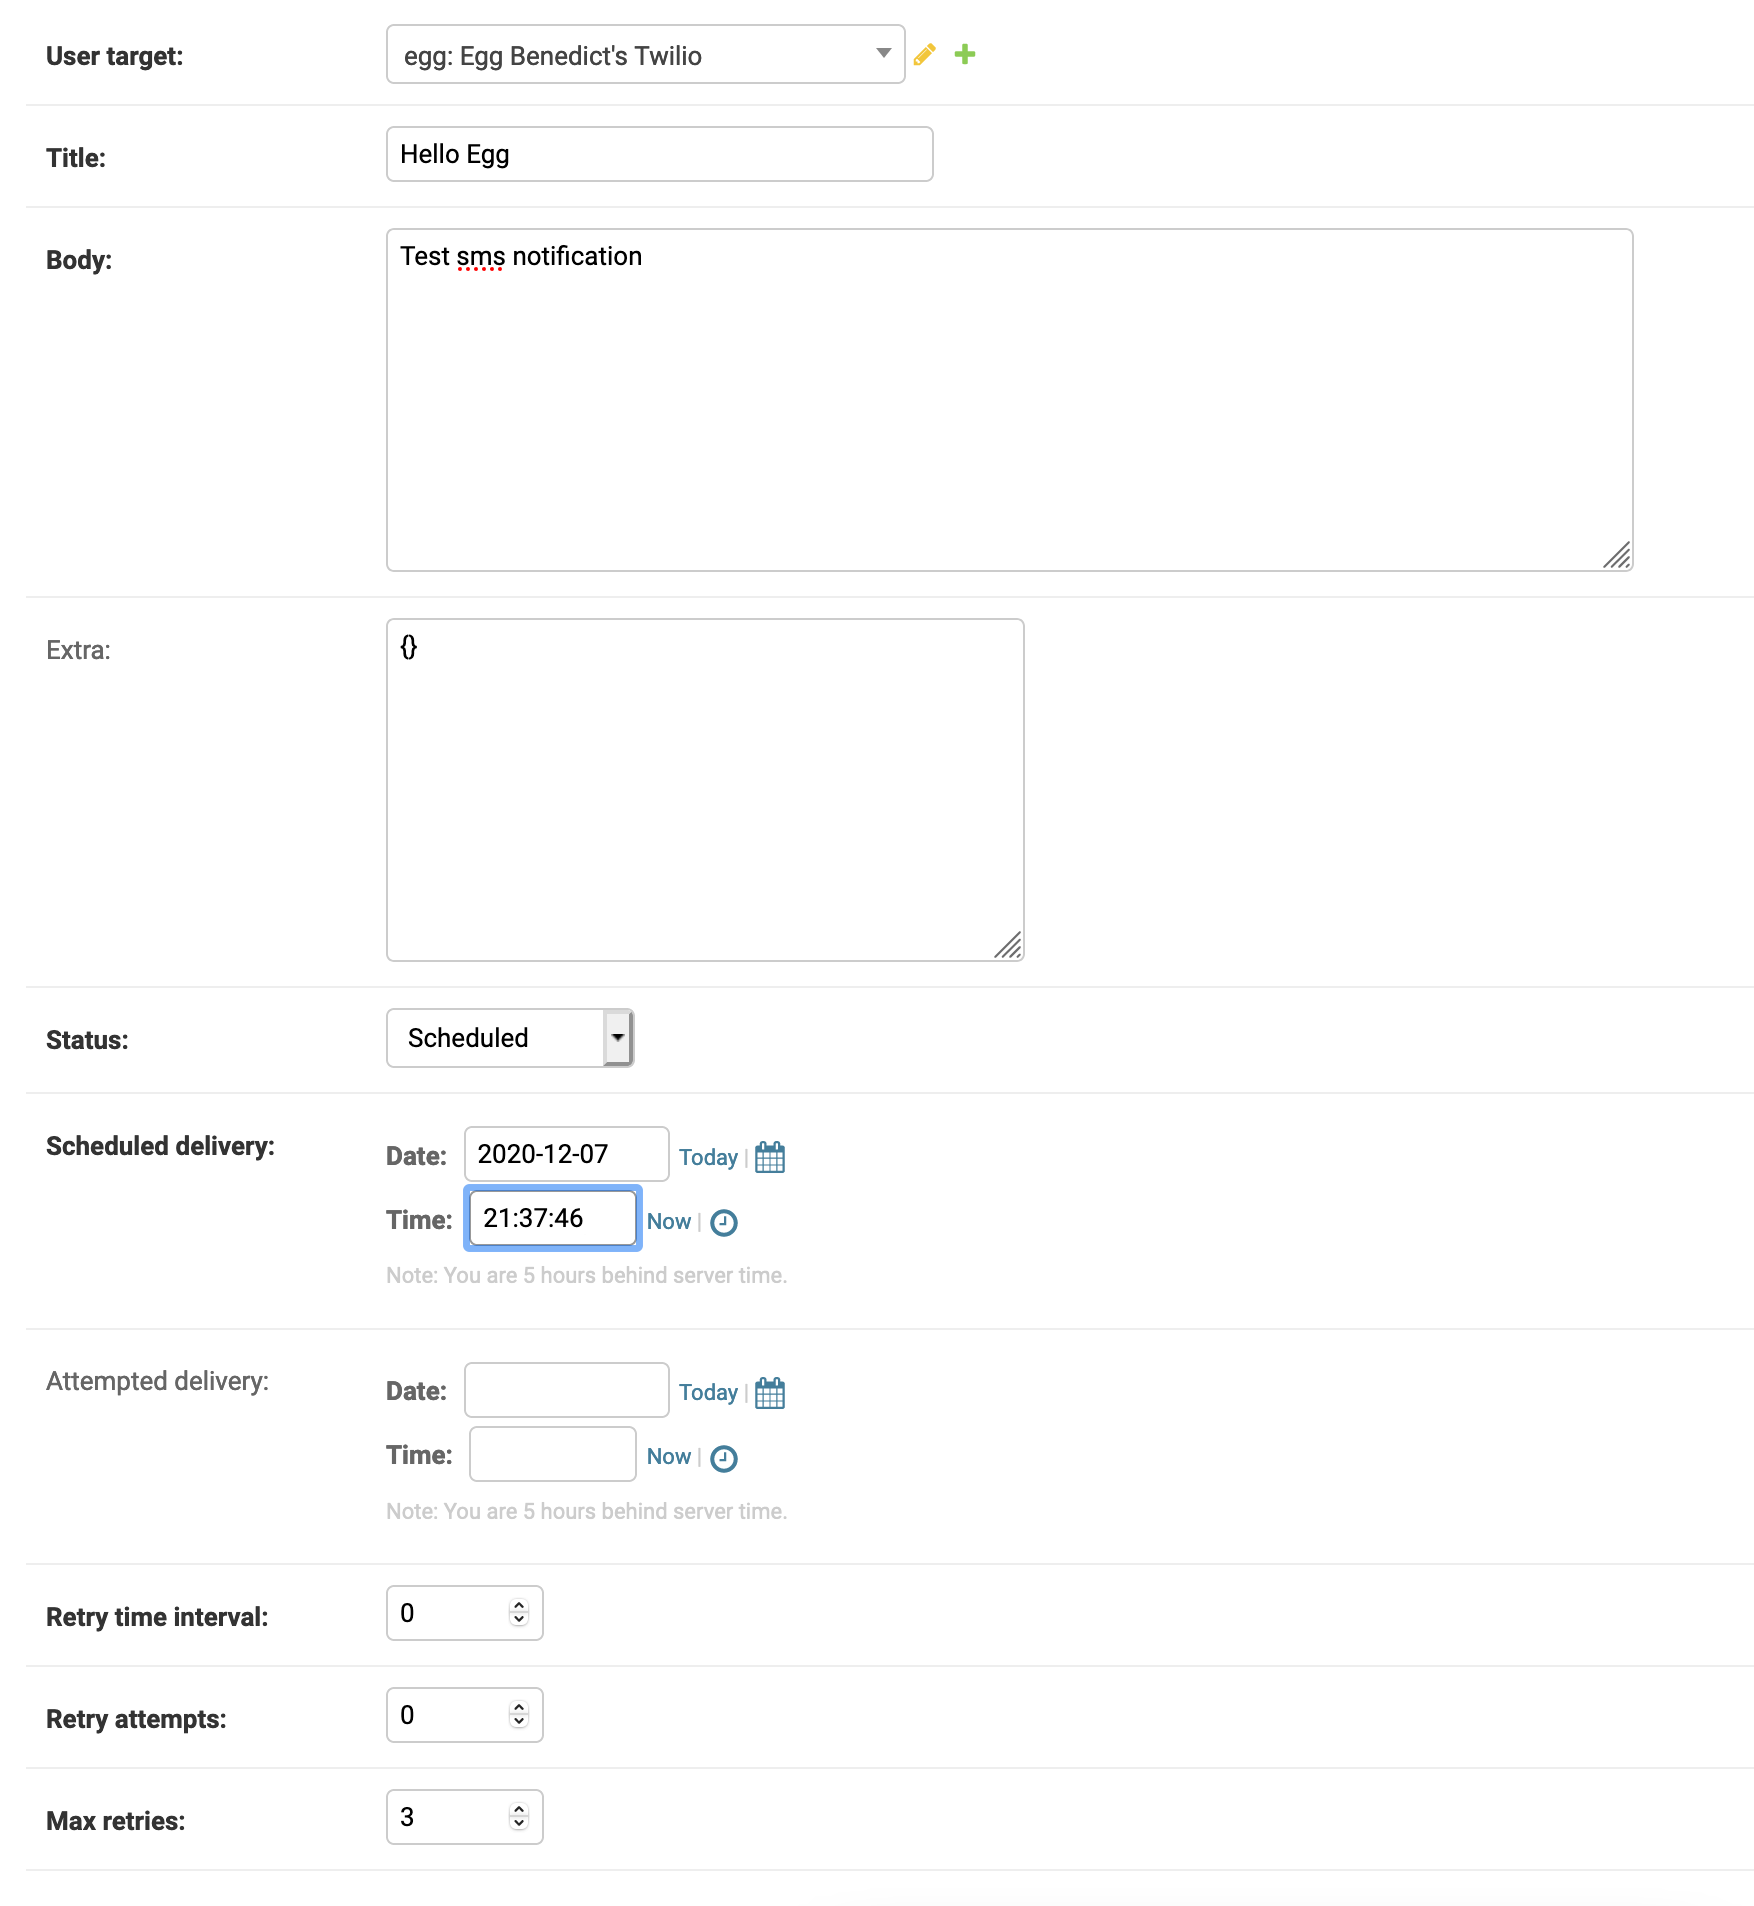 User target: egg: Egg Benedict's Twilio
Title: Hello Egg
Body: Test sms notification
Extra: {}
Status: Scheduled
Scheduled delivery: Date: 2020-12-07 Today |
Time: 21:37:46 Now |
Note: You are 5 hours behind server time.
Attempted delivery: Date: Today |
Time: Now |
Note: You are 5 hours behind server time.
Retry time interval: 0
Retry attempts: 0
Max retries: 3